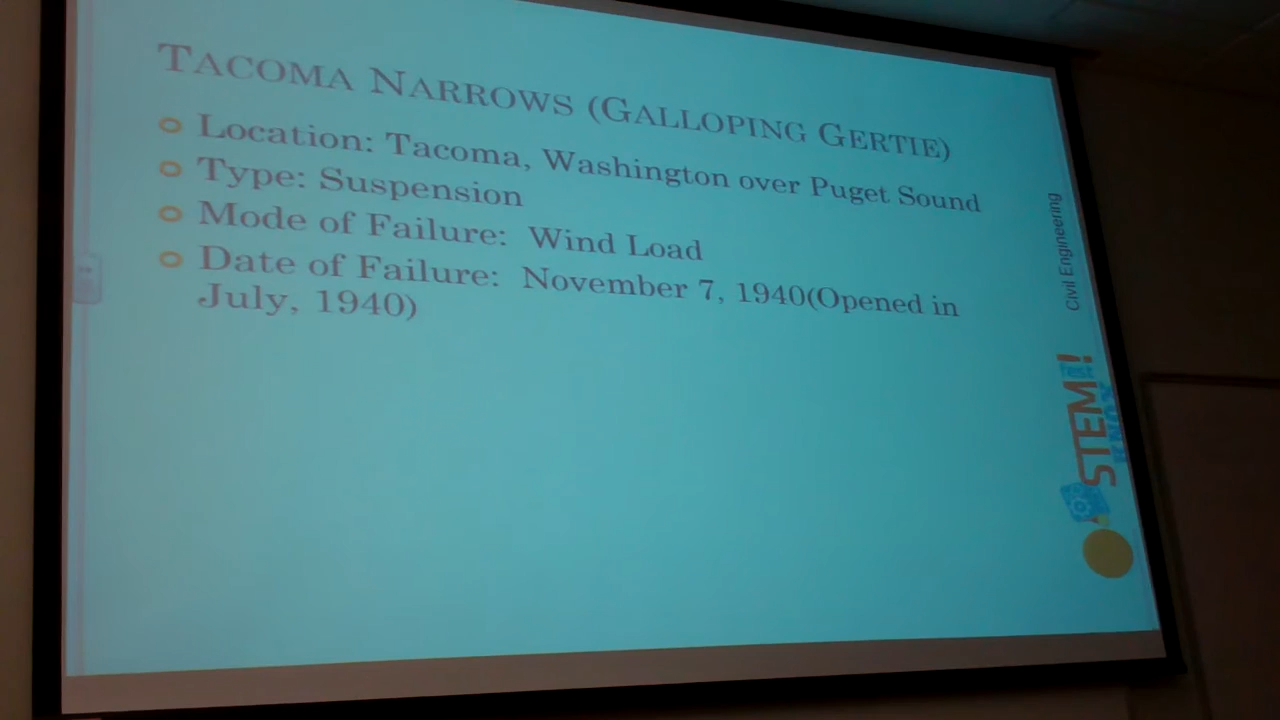 TACOMA NARROWS (GALLOPING GERTIE)
Location: Tacoma, Washington over Puget Sound
Type: Suspension
Mode of Failure: Wind Load
Date of Failure: November 7, 1940(Opened in
July, 1940)
Civil Engineering
STEM!